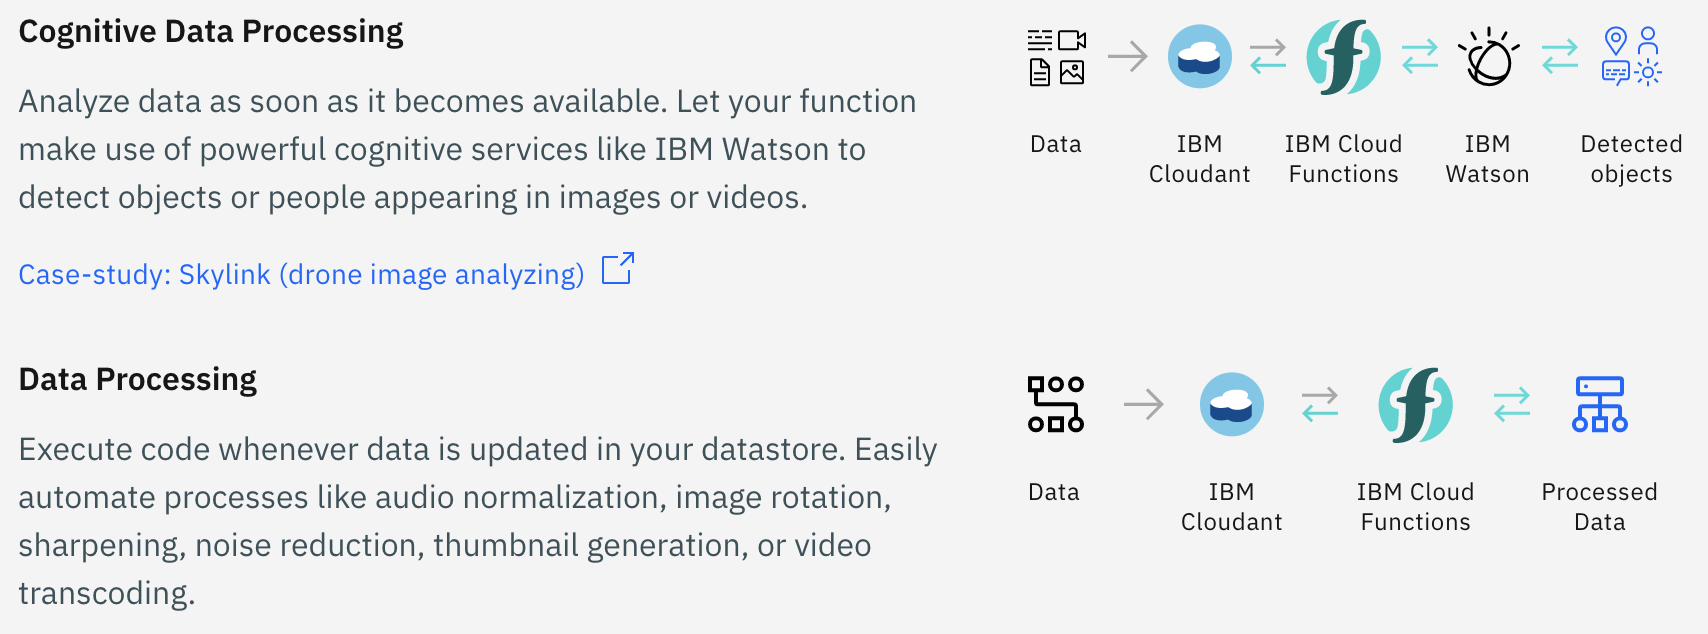 Cognitive Data Processing
Analyze data as soon as it becomes available. Let your function
make use of powerful cognitive services like IBM Watson to
detect objects or people appearing in images or videos.
Case-study: Skylink (drone image analyzing)
Data
IBM
Cloudant
IBM Cloud
Functions
IBM
Watson
Detected
objects
Data Processing
Execute code whenever data is updated in your datastore. Easily
automate processes like audio normalization, image rotation,
sharpening, noise reduction, thumbnail generation, or video
transcoding.
Data
IBM
Cloudant
IBM Cloud
Functions
Processed
Data